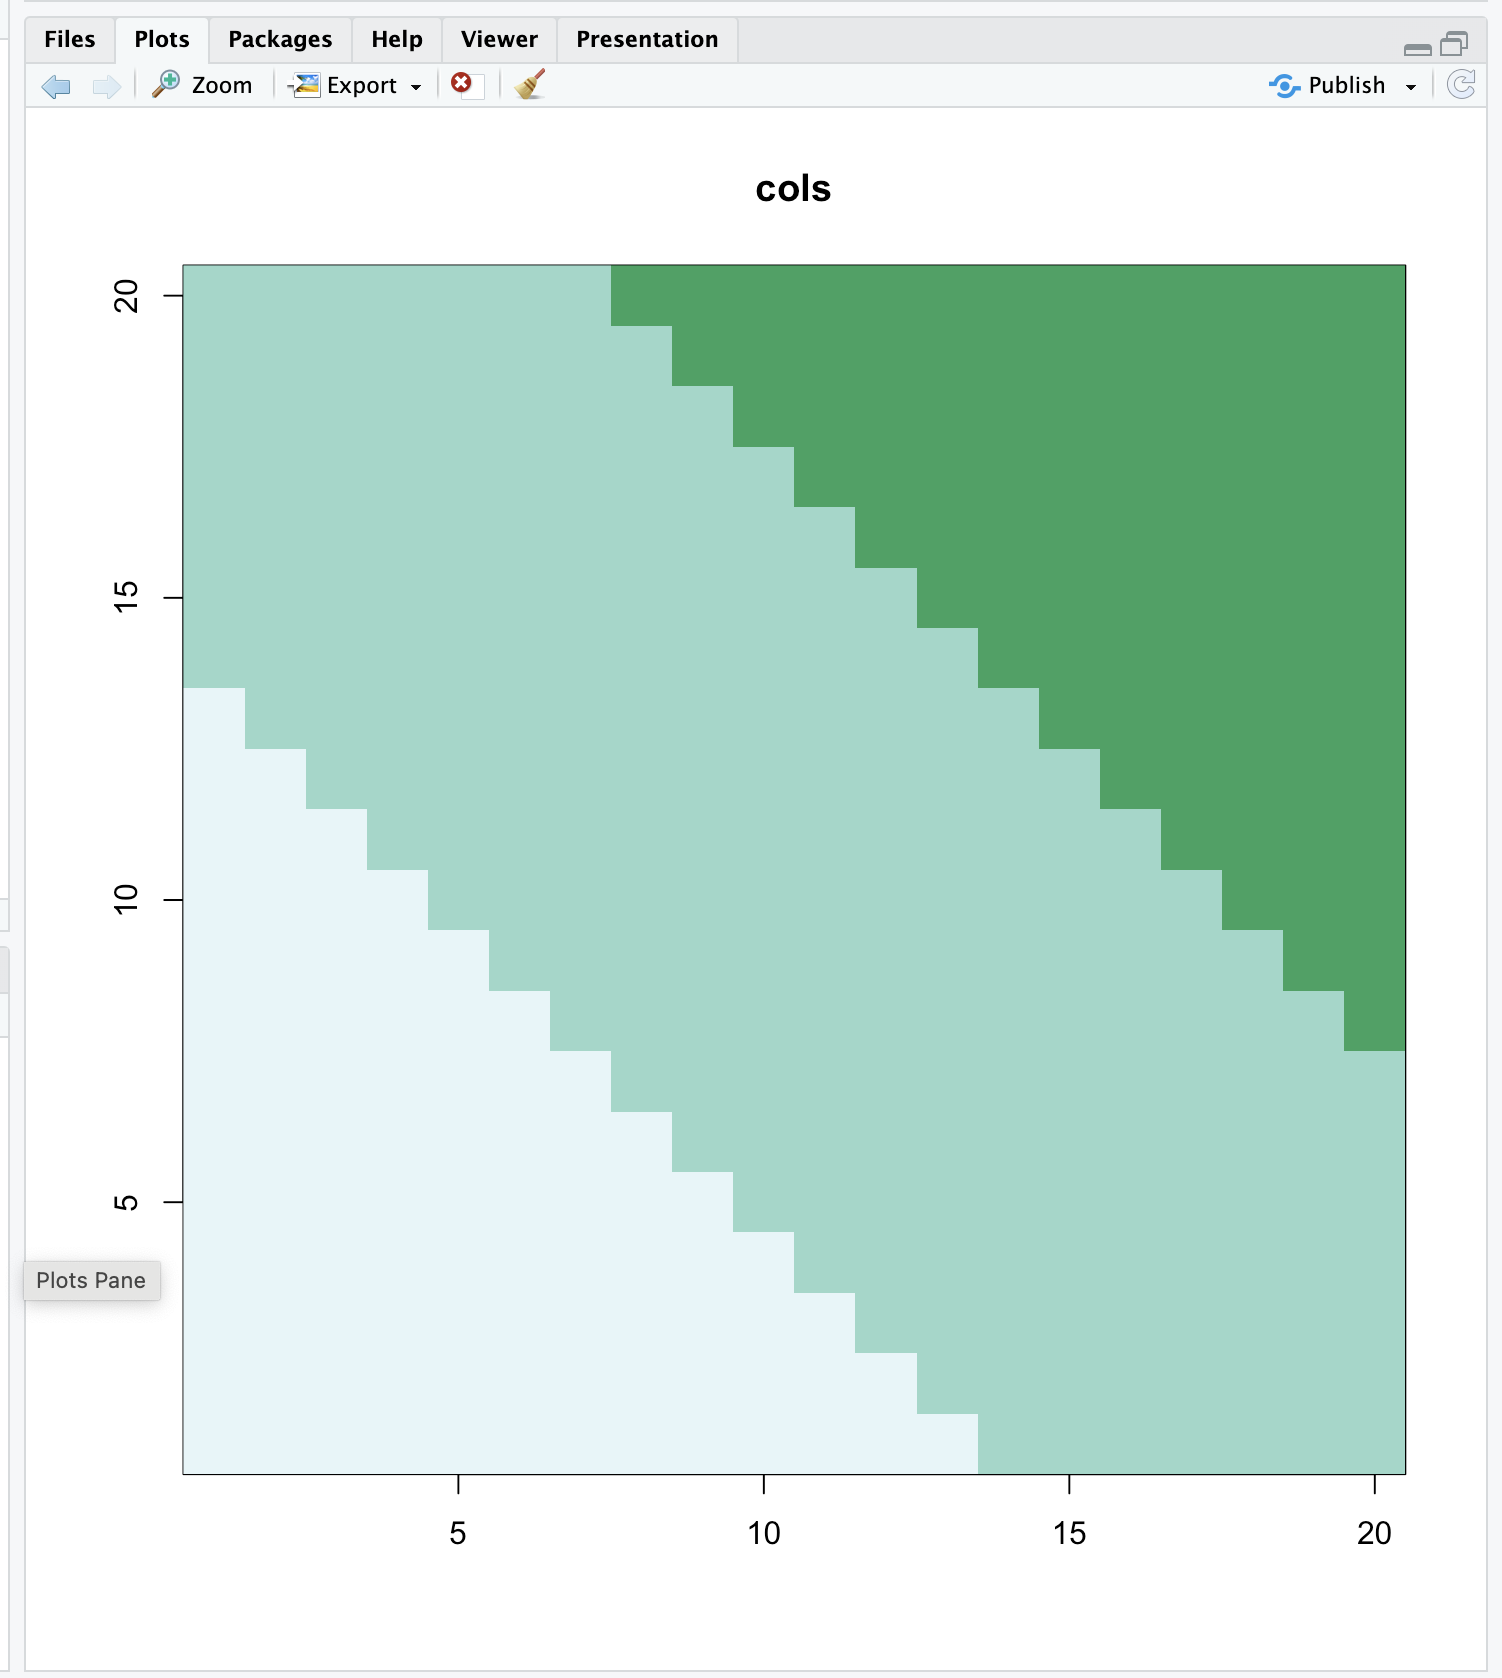 Files Plots Packages Help Viewer Presentation
Zoom Export Publish
cols
20
15
10
5
Plots Pane
5 10 15 20